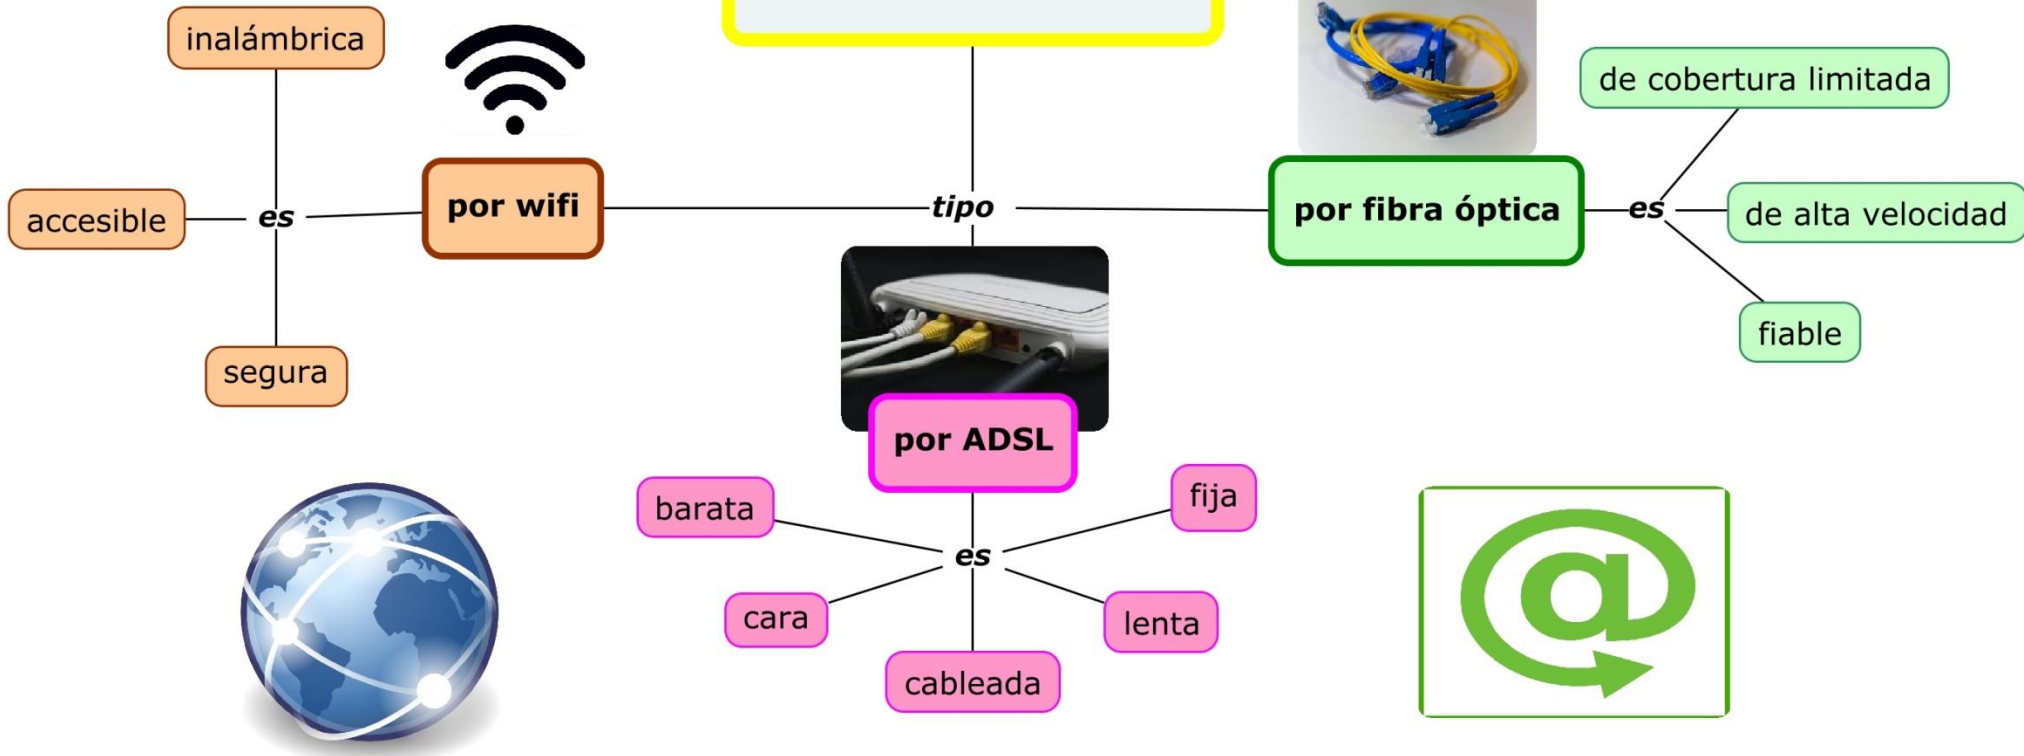 inalámbrica
accesible
es
segura
por wifi
tipo
por fibra óptica
es
de cobertura limitada
de alta velocidad
fiable
por ADSL
es
barata
cara
cableada
lenta
fija
@